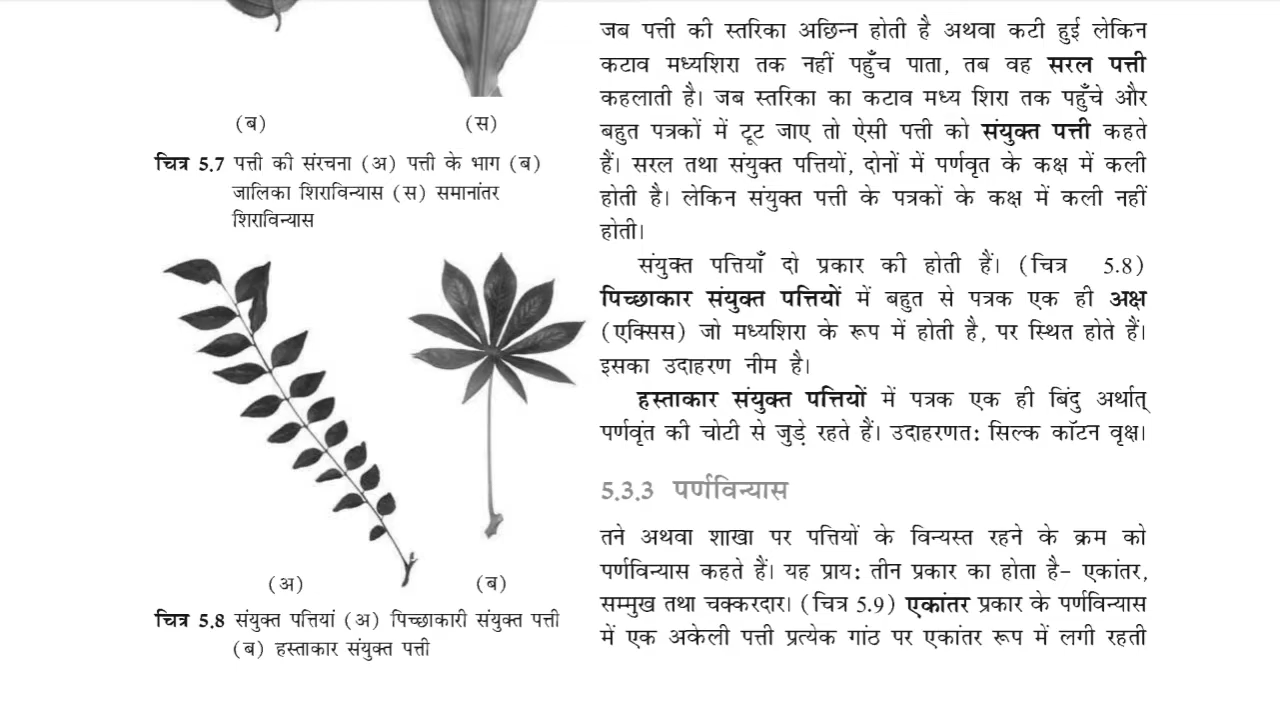 (ब) (स)
चित्र 5.7 पत्ती की संरचना (अ) पत्ती के भाग (ब)
जालिका शिराविन्यास (स) समानांतर
शिराविन्यास
(अ) (ब)
चित्र 5.8 संयुक्त पत्तियां (अ) पिच्छाकारी संयुक्त पत्ती
(ब) हस्ताकार संयुक्त पत्ती
जब पत्ती की स्तरिका अछिन्न होती है अथवा कटी हुई लेकिन
कटाव मध्यशिरा तक नहीं पहुँच पाता, तब वह सरल पत्ती
कहलाती है। जब स्तरिका का कटाव मध्य शिरा तक पहुँचे और
बहुत पत्रकों में टूट जाए तो ऐसी पत्ती को संयुक्त पत्ती कहते
हैं। सरल तथा संयुक्त पत्तियों, दोनों में पर्णवृत के कक्ष में कली
होती है। लेकिन संयुक्त पत्ती के पत्रकों के कक्ष में कली नहीं
होती।
संयुक्त पत्तियाँ दो प्रकार की होती हैं। (चित्र 5.8)
पिच्छाकार संयुक्त पत्तियों में बहुत से पत्रक एक ही अक्ष
(एक्सिस) जो मध्यशिरा के रूप में होती है, पर स्थित होते हैं।
इसका उदाहरण नीम है।
हस्ताकार संयुक्त पत्तियों में पत्रक एक ही बिंदु अर्थात्
पर्णवृंत की चोटी से जुड़े रहते हैं। उदाहरणत: सिल्क कॉटन वृक्ष।
5.3.3 पर्णविन्यास
तने अथवा शाखा पर पत्तियों के विन्यस्त रहने के क्रम को
पर्णविन्यास कहते हैं। यह प्राय: तीन प्रकार का होता है- एकांतर,
सम्मुख तथा चक्करदार। (चित्र 5.9) एकांतर प्रकार के पर्णविन्यास
में एक अकेली पत्ती प्रत्येक गांठ पर एकांतर रूप में लगी रहती